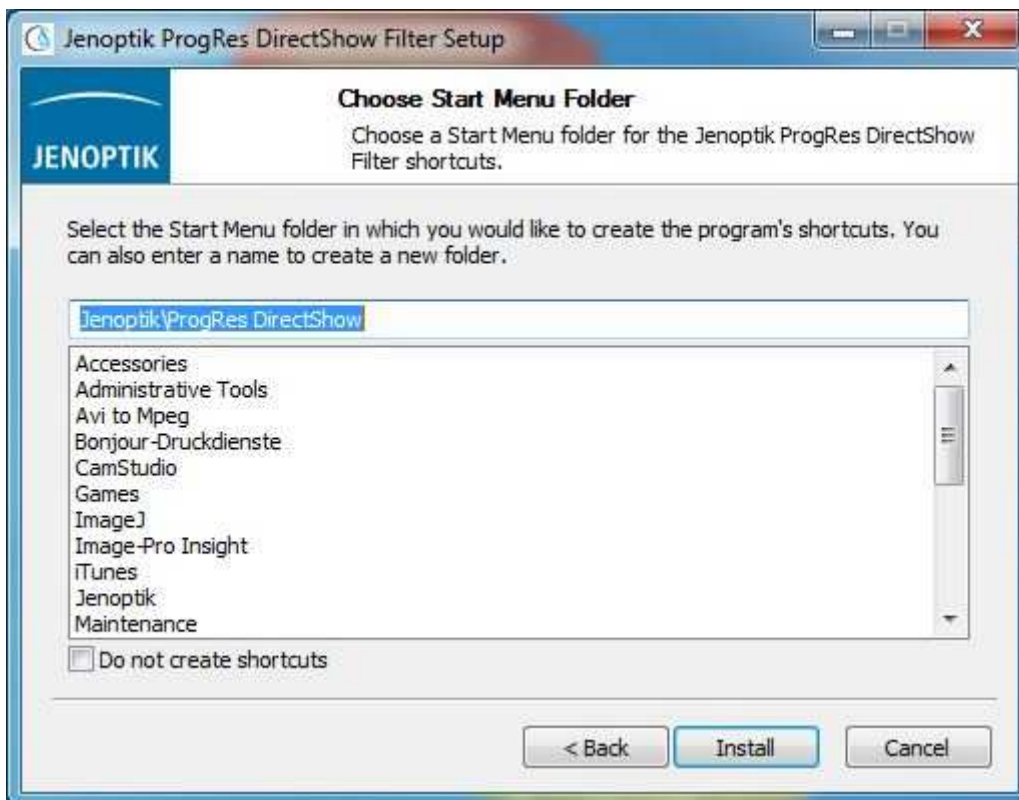 Jenoptik ProgRes DirectShow Filter Setup
JENOPTIK
Choose Start Menu Folder
Choose a Start Menu folder for the Jenoptik ProgRes DirectShow
Filter shortcuts.
Select the Start Menu folder in which you would like to create the program's shortcuts. You
can also enter a name to create a new folder.
Jenoptik\ProgRes DirectShow
Accessories
Administrative Tools
Avi to Mpeg
Bonjour-Druckdienste
CamStudio
Games
ImageJ
Image-Pro Insight
iTunes
Jenoptik
Maintenance
Do not create shortcuts
< Back
Install
Cancel